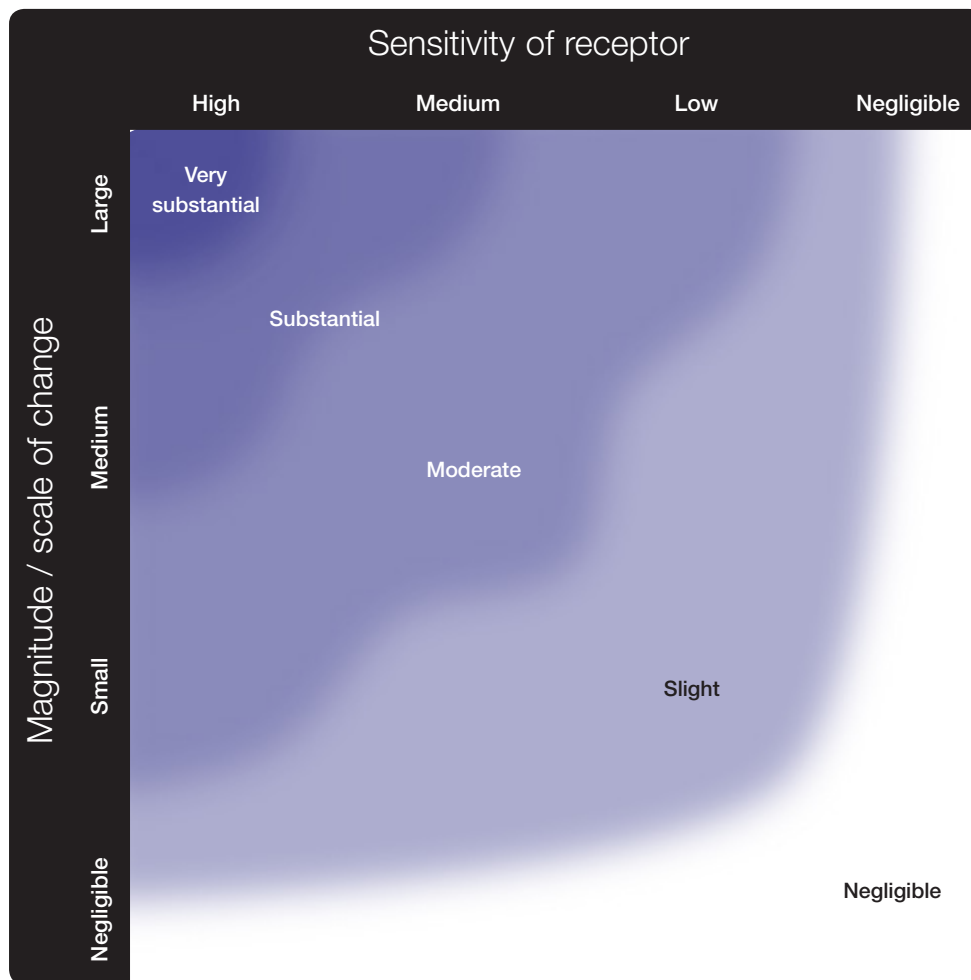 Sensitivity of receptor
High Medium Low Negligible
Magnitude / scale of change
Large
Medium
Small
Negligible
Very
substantial
Substantial
Moderate
Slight
Negligible